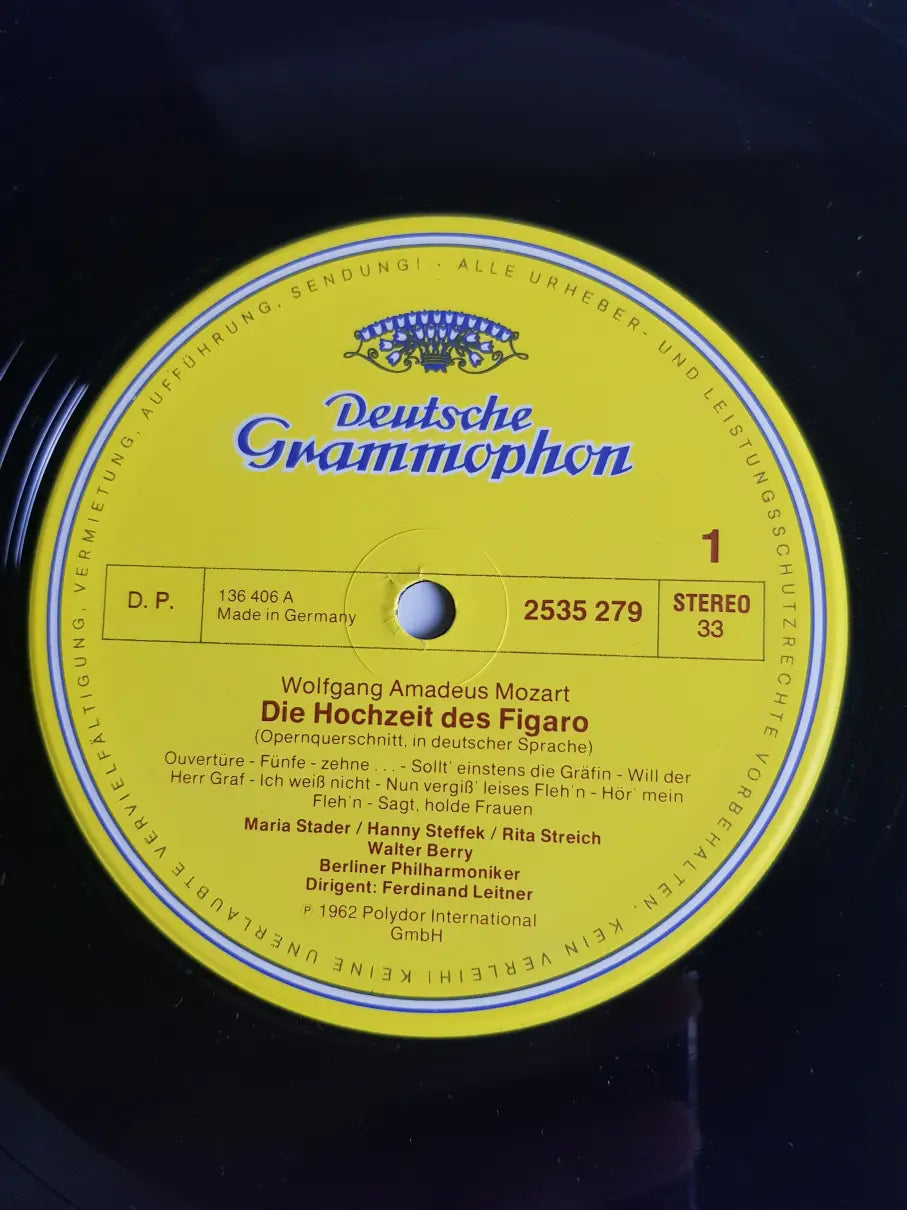 Deutsche
Grammophon
1
D. P.
136 406 A
Made in Germany
2535 279
STEREO
33
Wolfgang Amadeus Mozart
Die Hochzeit des Figaro
(Opernquerschnitt, in deutscher Sprache)
Ouvertüre - Fünfe - zehne . . . - Sollt' einstens die Gräfin - Will der
Herr Graf - Ich weiß nicht - Nun vergiß' leises Fleh'n - Hör' mein
Fleh'n - Sagt, holde Frauen
Maria Stader / Hanny Steffek / Rita Streich
Walter Berry
Berliner Philharmoniker
Dirigent: Ferdinand Leitner
℗ 1962 Polydor International
GmbH
ALLE URHEBER- UND LEISTUNGSSCHUTZRECHTE VORBEHALTEN. KEIN VERLEIH! KEINE UNERLAUBTE VERVIELFÄLTIGUNG, VERMIETUNG, AUFFÜHRUNG, SENDUNG! ·